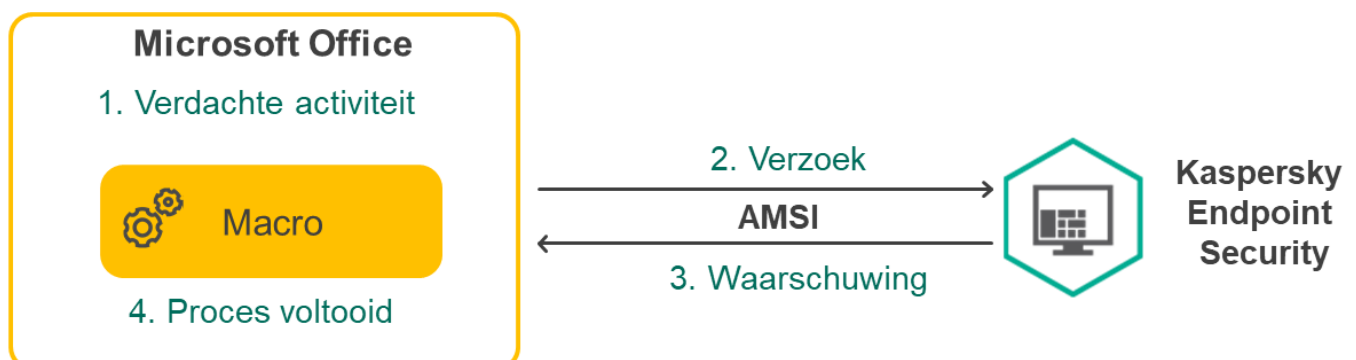 Microsoft Office
1. Verdachte activiteit
Macro
4. Proces voltooid
2. Verzoek
AMSI
3. Waarschuwing
Kaspersky
Endpoint
Security